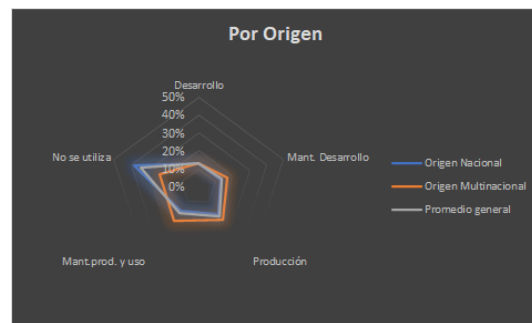 Por Origen
Desarrollo
50%
40%
30%
20%
10%
0%
No se utiliza
Mant. Desarrollo
Mant.prod. y uso
Producción
Origen Nacional
Origen Multinacional
Promedio general